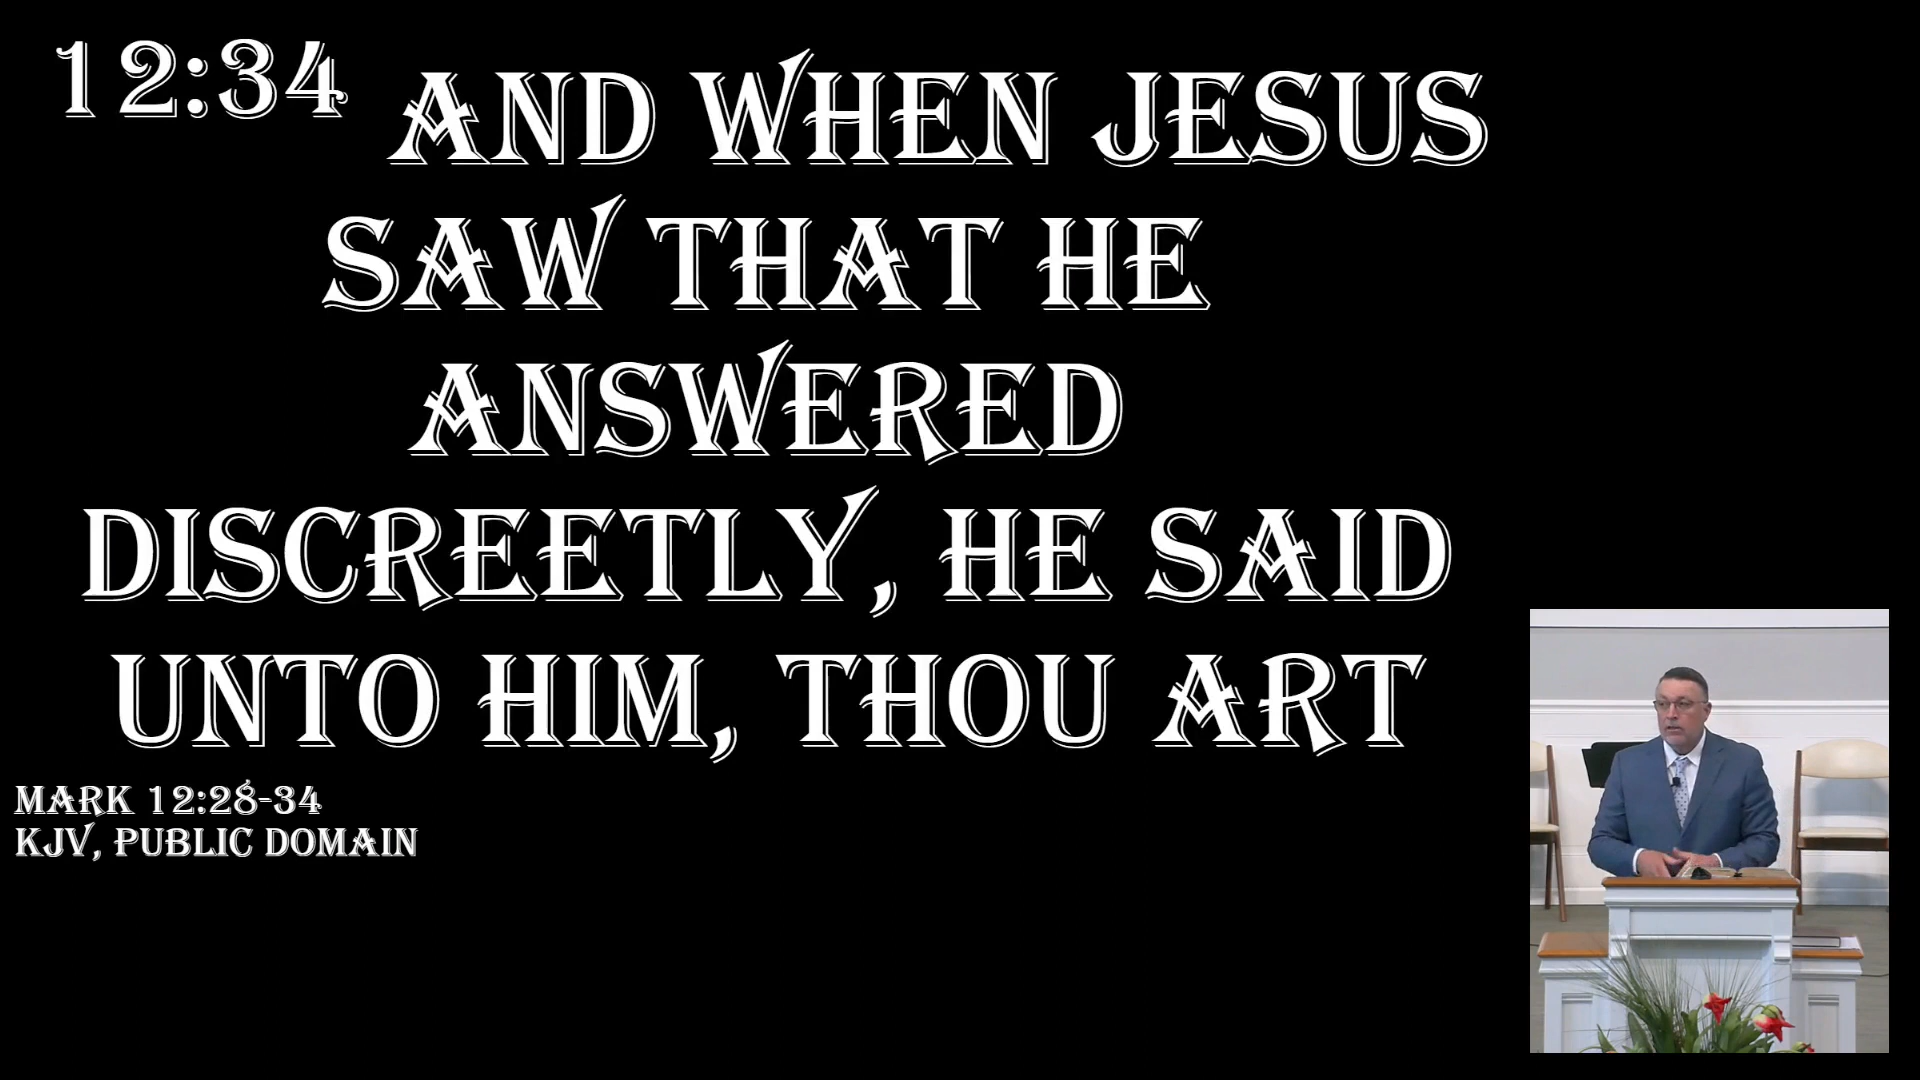 12:34 AND WHEN JESUS
SAW THAT HE
ANSWERED
DISCREETLY, HE SAID
UNTO HIM, THOU ART
MARK 12:28-34
KJV, PUBLIC DOMAIN